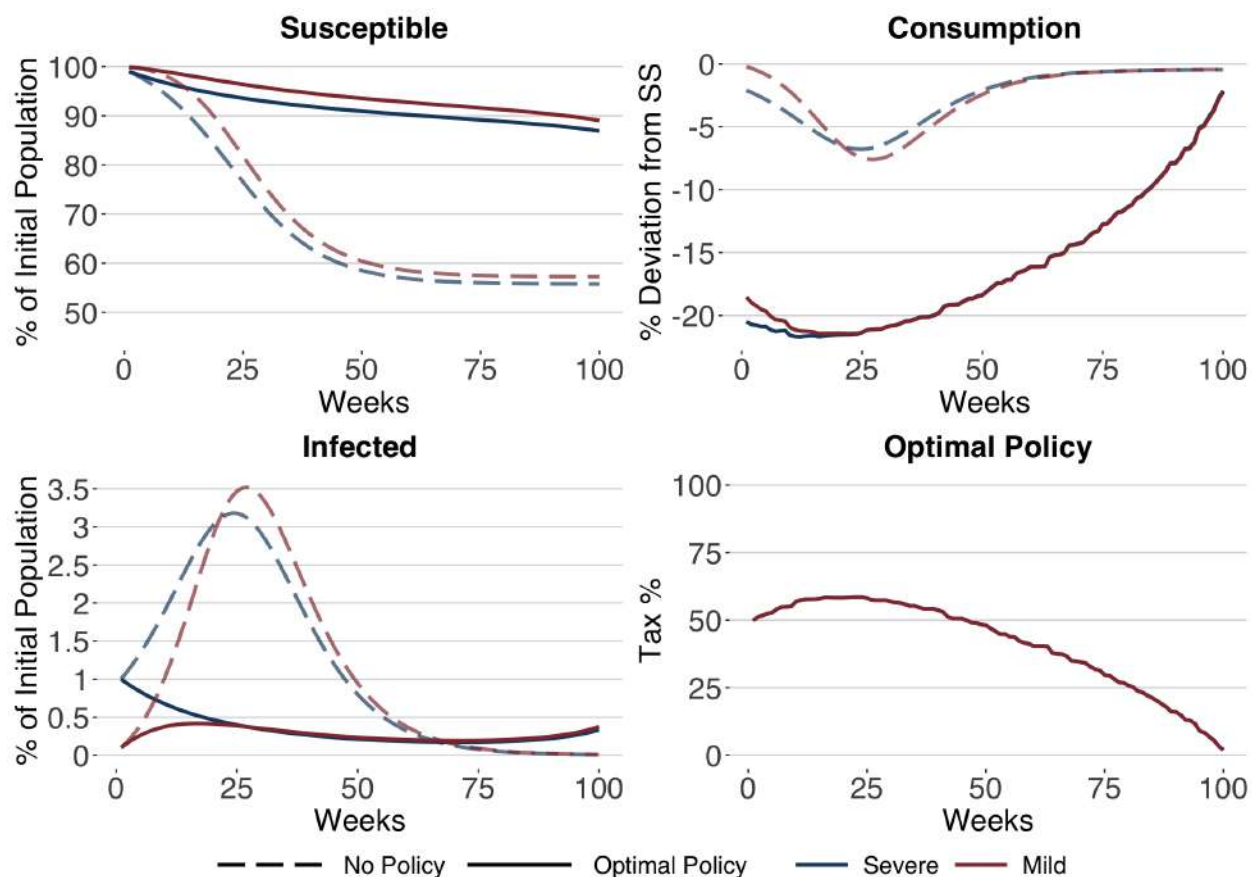 Susceptible
% of Initial Population
100
90
80
70
60
50
0 25 50 75 100
Weeks
Consumption
% Deviation from SS
0
-5
-10
-15
-20
0 25 50 75 100
Weeks
Infected
% of Initial Population
3.5
3
2.5
2
1.5
1
0.5
0
0 25 50 75 100
Weeks
Optimal Policy
Tax %
100
75
50
25
0
0 25 50 75 100
Weeks
No Policy Optimal Policy Severe Mild